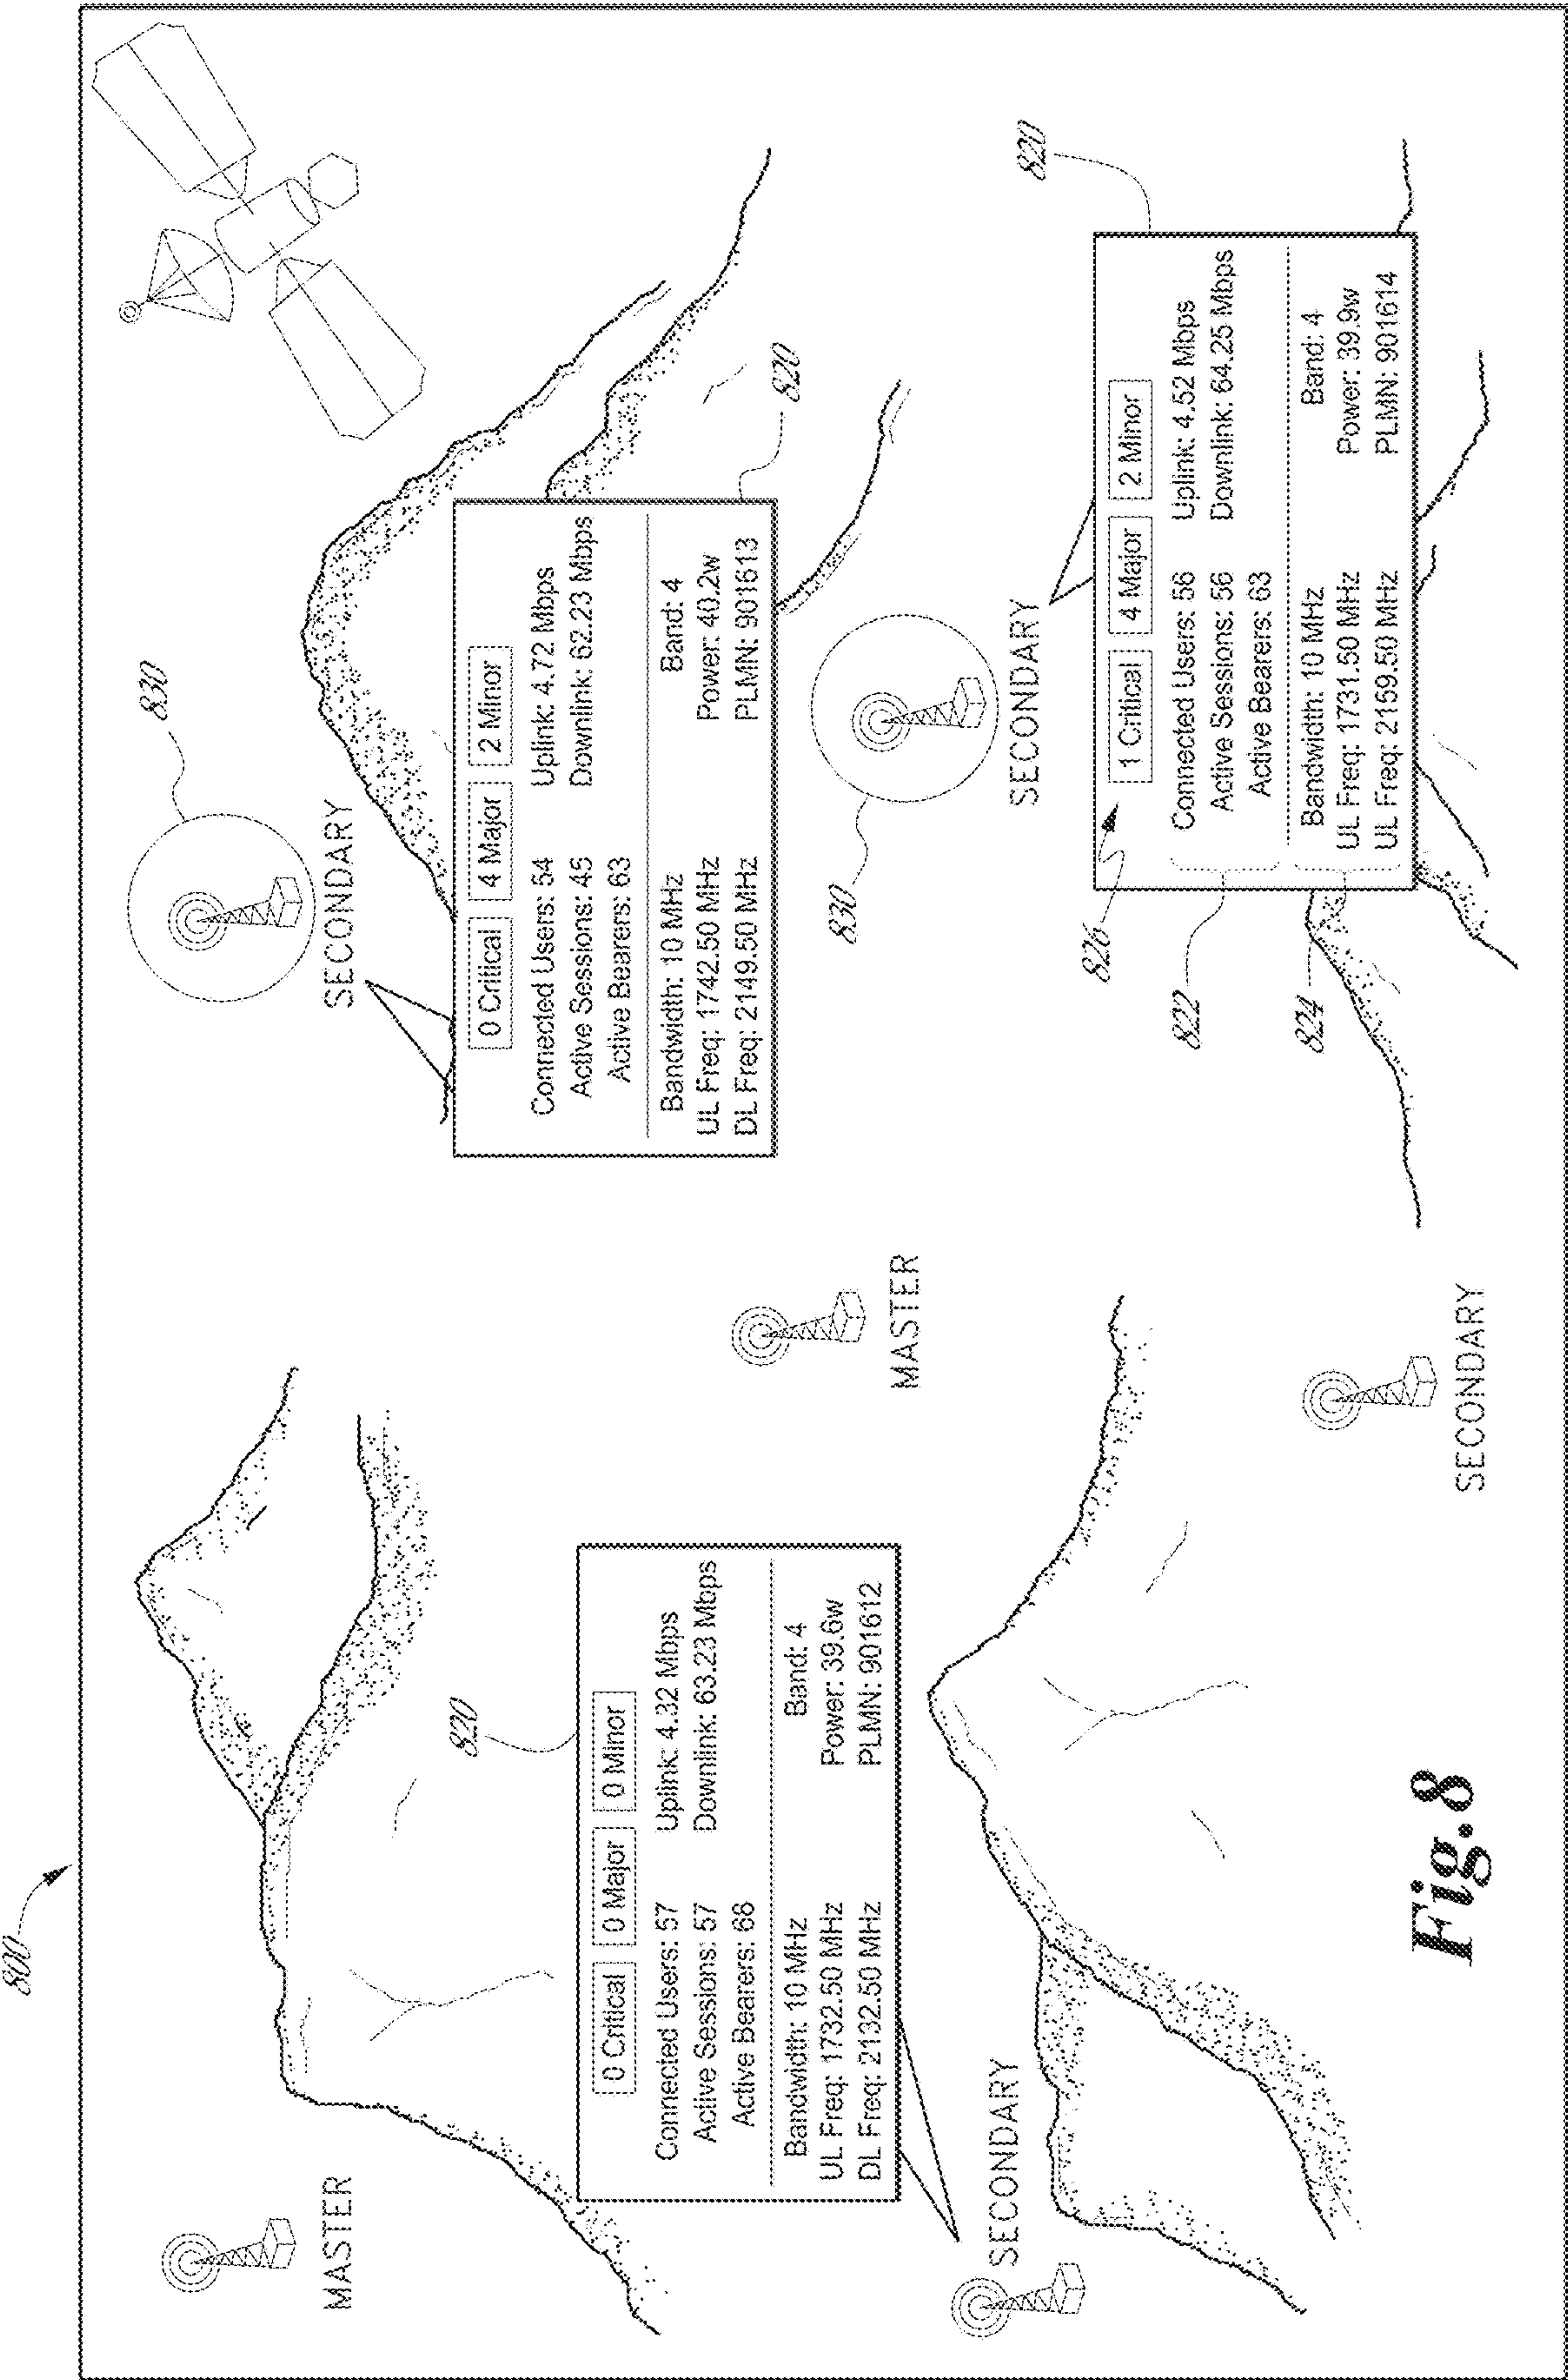 800
MASTER
820
0 Critical 0 Major 0 Minor
Connected Users: 57 Uplink: 4.32 Mbps
Active Sessions: 57 Downlink: 63.23 Mbps
Active Bearers: 68
Bandwidth: 10 MHz Band: 4
UL Freq: 1732.50 MHz Power: 39.6w
DL Freq: 2132.50 MHz PLMN: 901612
SECONDARY
MASTER
SECONDARY
830
SECONDARY
0 Critical 4 Major 2 Minor
Connected Users: 54 Uplink: 4.72 Mbps
Active Sessions: 45 Downlink: 62.23 Mbps
Active Bearers: 63
Bandwidth: 10 MHz Band: 4
UL Freq: 1742.50 MHz Power: 40.2w
DL Freq: 2149.50 MHz PLMN: 901613
820
830
SECONDARY
820
826
1 Critical 4 Major 2 Minor
822
Connected Users: 56 Uplink: 4.52 Mbps
Active Sessions: 56 Downlink: 64.25 Mbps
Active Bearers: 63
824
Bandwidth: 10 MHz Band: 4
UL Freq: 1731.50 MHz Power: 39.9w
UL Freq: 2159.50 MHz PLMN: 901614
Fig.8